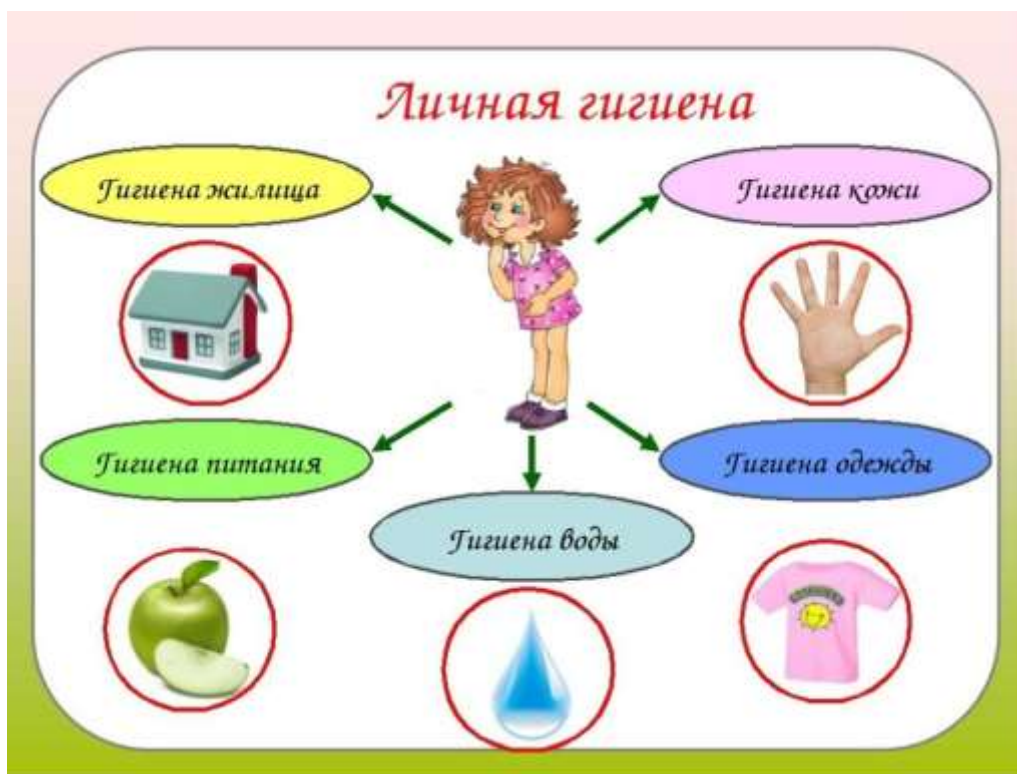 Личная гигиена
Гигиена жилища
Гигиена кожи
Гигиена питания
Гигиена одежды
Гигиена воды